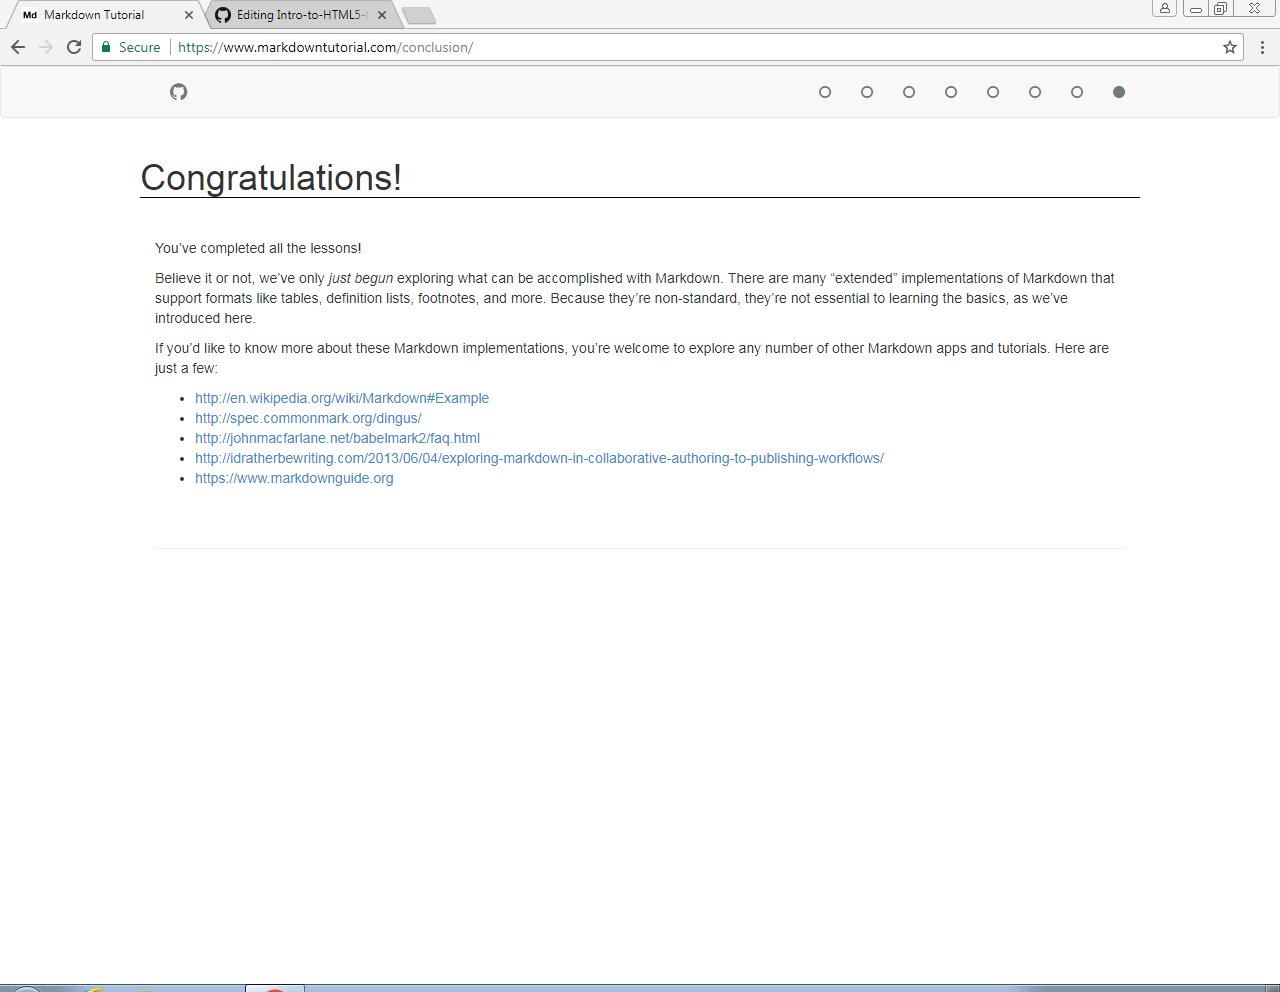 Md Markdown Tutorial
Editing Intro-to-HTML5-
Secure https://www.markdowntutorial.com/conclusion/
Congratulations!
You’ve completed all the lessons!
Believe it or not, we’ve only just begun exploring what can be accomplished with Markdown. There are many “extended” implementations of Markdown that
support formats like tables, definition lists, footnotes, and more. Because they’re non-standard, they’re not essential to learning the basics, as we’ve
introduced here.
If you’d like to know more about these Markdown implementations, you’re welcome to explore any number of other Markdown apps and tutorials. Here are
just a few:
• http://en.wikipedia.org/wiki/Markdown#Example
• http://spec.commonmark.org/dingus/
• http://johnmacfarlane.net/babelmark2/faq.html
• http://idratherbewriting.com/2013/06/04/exploring-markdown-in-collaborative-authoring-to-publishing-workflows/
• https://www.markdownguide.org